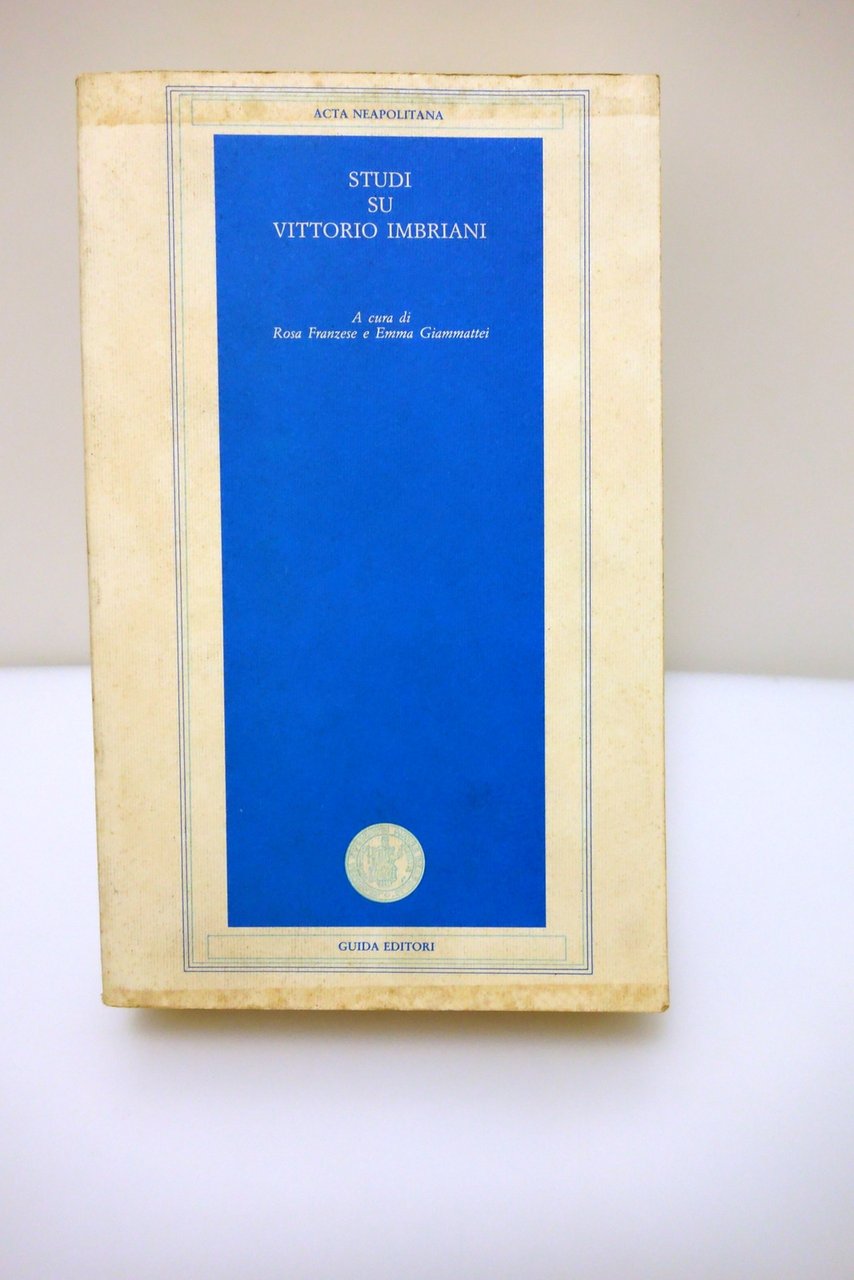 ACTA NEAPOLITANA
STUDI
SU
VITTORIO IMBRIANI
A cura di
Rosa Franzese e Emma Giammattei
GUIDA EDITORI